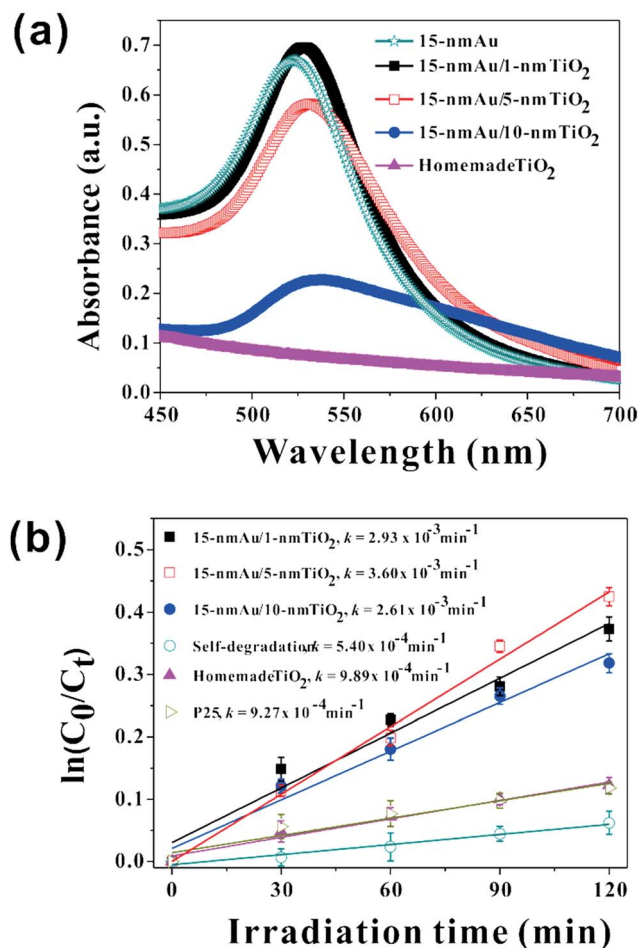 (a)
Absorbance (a.u.)
0.7
0.6
0.5
0.4
0.3
0.2
0.1
0.0
15-nmAu
15-nmAu/1-nmTiO₂
15-nmAu/5-nmTiO₂
15-nmAu/10-nmTiO₂
HomemadeTiO₂
450 500 550 600 650 700
Wavelength (nm)
(b)
ln(C₀/Cₜ)
0.5
0.4
0.3
0.2
0.1
0.0
15-nmAu/1-nmTiO₂, k = 2.93 x 10⁻³min⁻¹
15-nmAu/5-nmTiO₂, k = 3.60 x 10⁻³min⁻¹
15-nmAu/10-nmTiO₂, k = 2.61 x 10⁻³min⁻¹
Self-degradation, k = 5.40 x 10⁻⁴min⁻¹
HomemadeTiO₂, k = 9.89 x 10⁻⁴min⁻¹
P25, k = 9.27 x 10⁻⁴min⁻¹
0 30 60 90 120
Irradiation time (min)